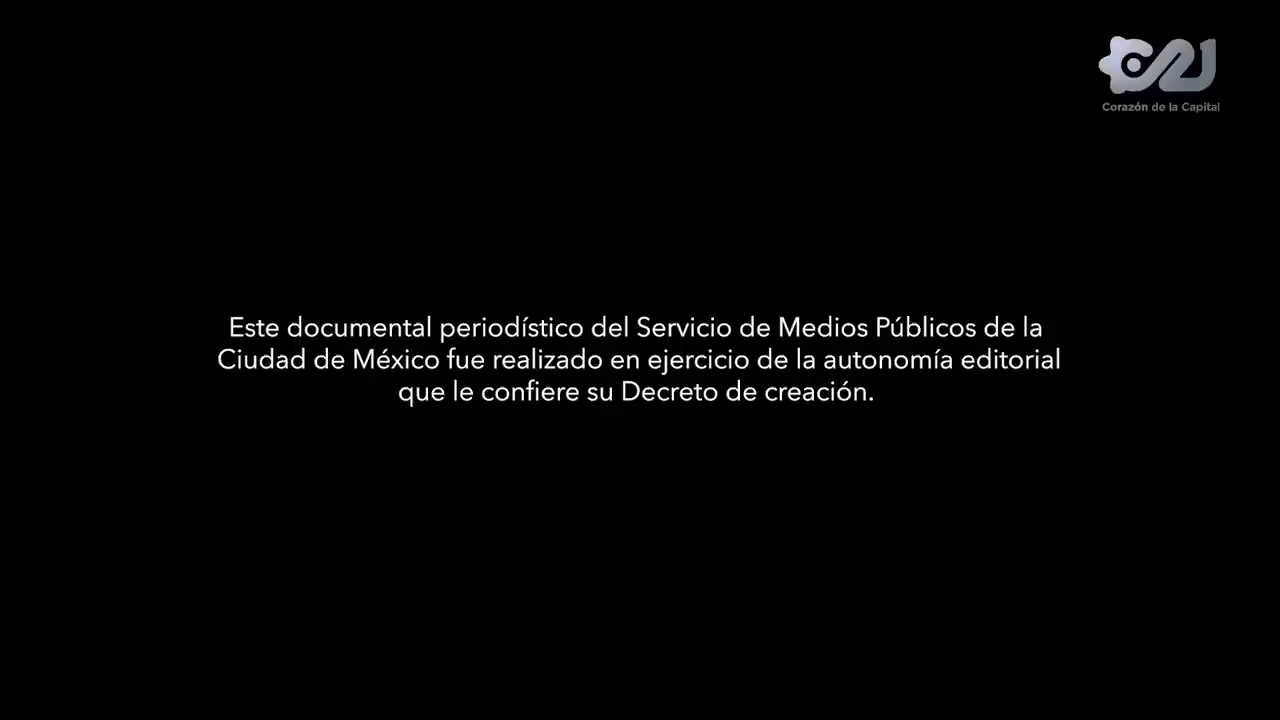 C21
Corazón de la Capital
Este documental periodístico del Servicio de Medios Públicos de la
Ciudad de México fue realizado en ejercicio de la autonomía editorial
que le confiere su Decreto de creación.